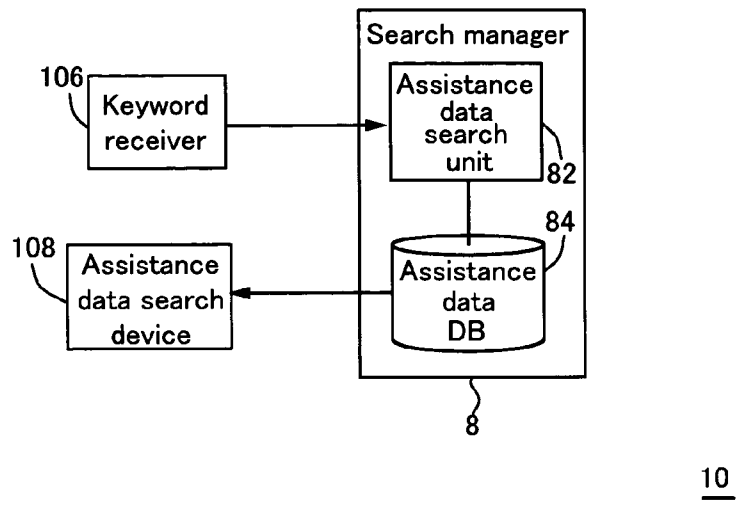 Search manager
106
Keyword
receiver
Assistance
data
search
unit
82
108
Assistance
data search
device
84
Assistance
data
DB
8
10